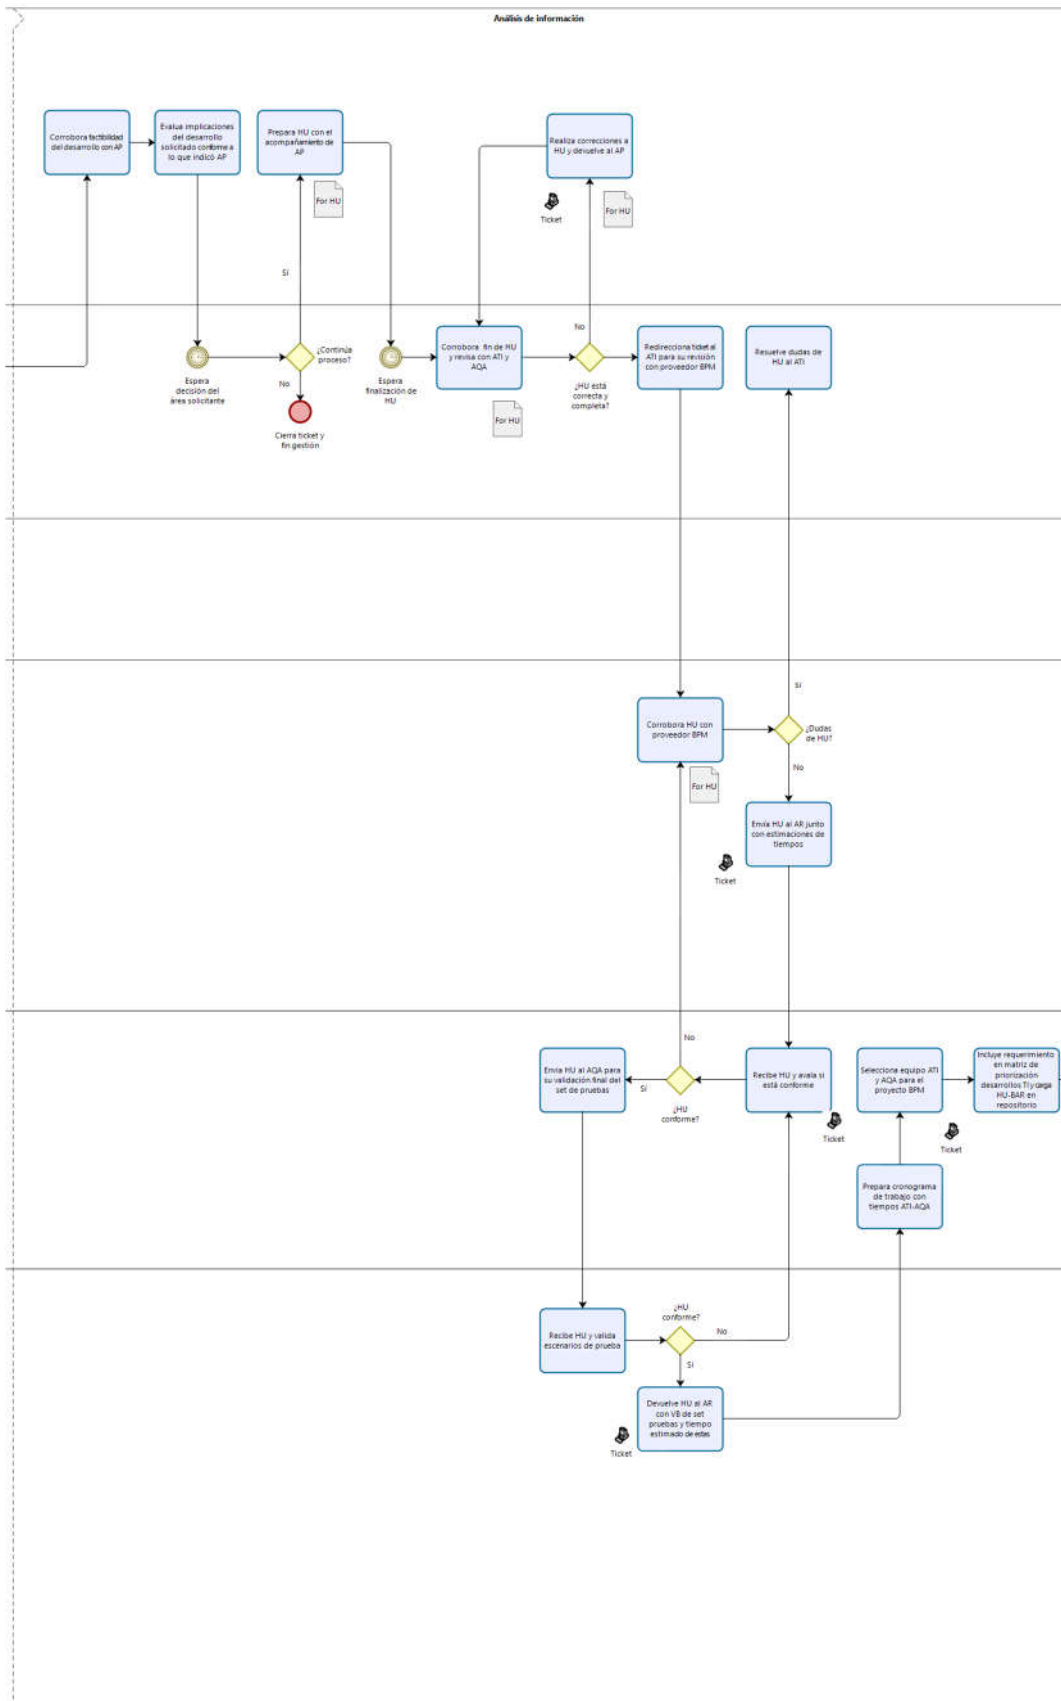 Análisis de información
Corrobora factibilidad
del desarrollo con AP
Evalua implicaciones
del desarrollo
solicitado conforme a
lo que indicó AP
Prepara HU con el
acompañamiento de
AP
For HU
Realiza correcciones a
HU y devuelve al AP
Ticket
For HU
Sí
No
Espera
decisión del
área solicitante
¿Continúa
proceso?
No
Cierra ticket y
fin gestión
Espera
finalización de
HU
Corrobora fin de HU
y revisa con ATI y
AQA
For HU
¿HU está
correcta y
completa?
Redirecciona ticket al
ATI para su revisión
con proveedor BPM
Resuelve dudas de
HU al ATI
Sí
Corrobora HU con
proveedor BPM
¿Dudas
de HU?
No
For HU
Envía HU al AR junto
con estimaciones de
tiempos
Ticket
No
Envía HU al AQA para
su validación final del
set de pruebas
Sí
¿HU
conforme?
Recibe HU y avala si
está conforme
Ticket
Selecciona equipo ATI
y AQA para el
proyecto BPM
Ticket
Incluye requerimiento
en matriz de
priorización
desarrollos TI y carga
HU-BAR en
repositorio
Prepara cronograma
de trabajo con
tiempos ATI-AQA
Recibe HU y valida
escenarios de prueba
¿HU
conforme?
No
Sí
Devuelve HU al AR
con VB de set
pruebas y tiempo
estimado de estas
Ticket